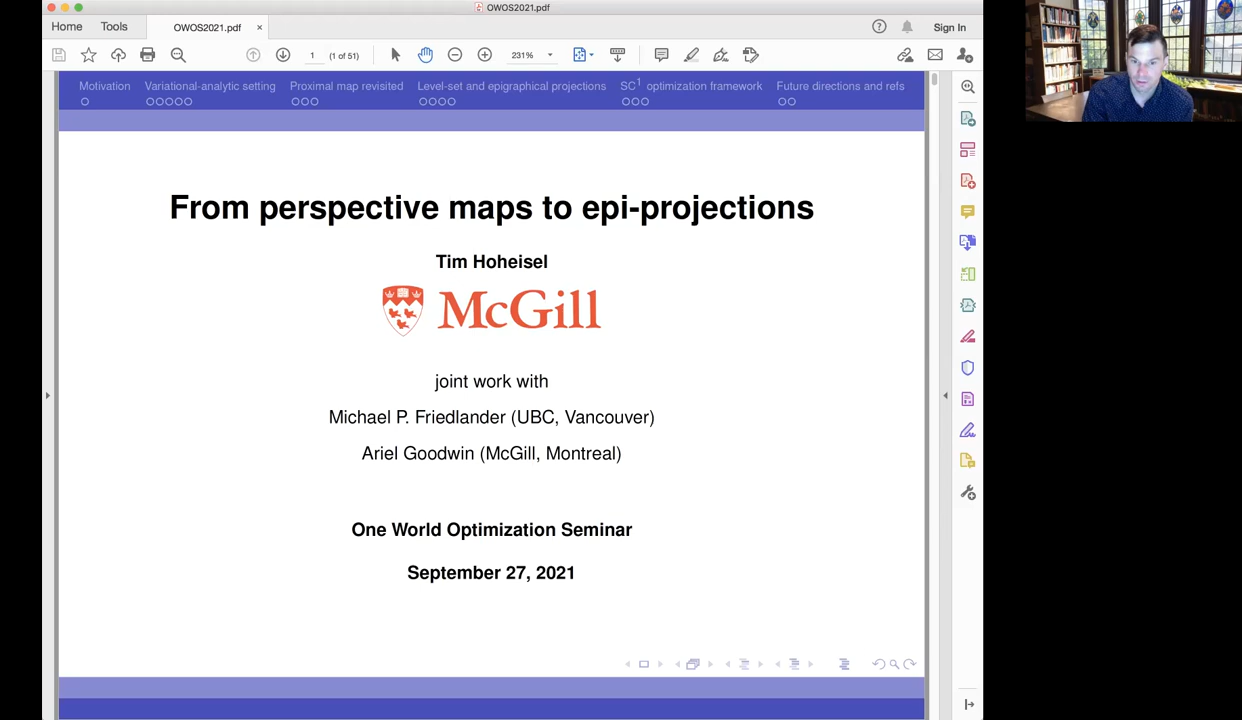 OWOS2021.pdf
Home Tools OWOS2021.pdf × Sign In
1 (1 of 51) 231%
Motivation Variational-analytic setting Proximal map revisited Level-set and epigraphical projections SC¹ optimization framework Future directions and refs
From perspective maps to epi-projections
Tim Hoheisel
McGill
joint work with
Michael P. Friedlander (UBC, Vancouver)
Ariel Goodwin (McGill, Montreal)
One World Optimization Seminar
September 27, 2021